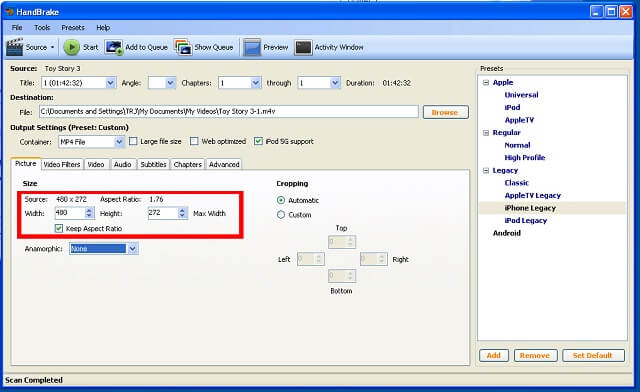 HandBrake
File Tools Presets Help
Source Start Add to Queue Show Queue Preview Activity Window
Source: Toy Story 3
Title: 1 (01:42:32) Angle: Chapters: 1 through 1 Duration: 01:42:32
Destination:
File: C:\Documents and Settings\TRJ\My Documents\My Videos\Toy Story 3-1.m4v Browse
Output Settings (Preset: Custom)
Container: MP4 File Large file size Web optimized iPod 5G support
Picture Video Filters Video Audio Subtitles Chapters Advanced
Size
Source: 480 x 272 Aspect Ratio: 1.76
Width: 480 Height: 272 Max Width
Keep Aspect Ratio
Anamorphic: None
Cropping
Automatic
Custom
Top
0
Left 0 0 Right
0
Bottom
Presets
Apple
Universal
iPod
AppleTV
Regular
Normal
High Profile
Legacy
Classic
AppleTV Legacy
iPhone Legacy
iPod Legacy
Android
Add Remove Set Default
Scan Completed